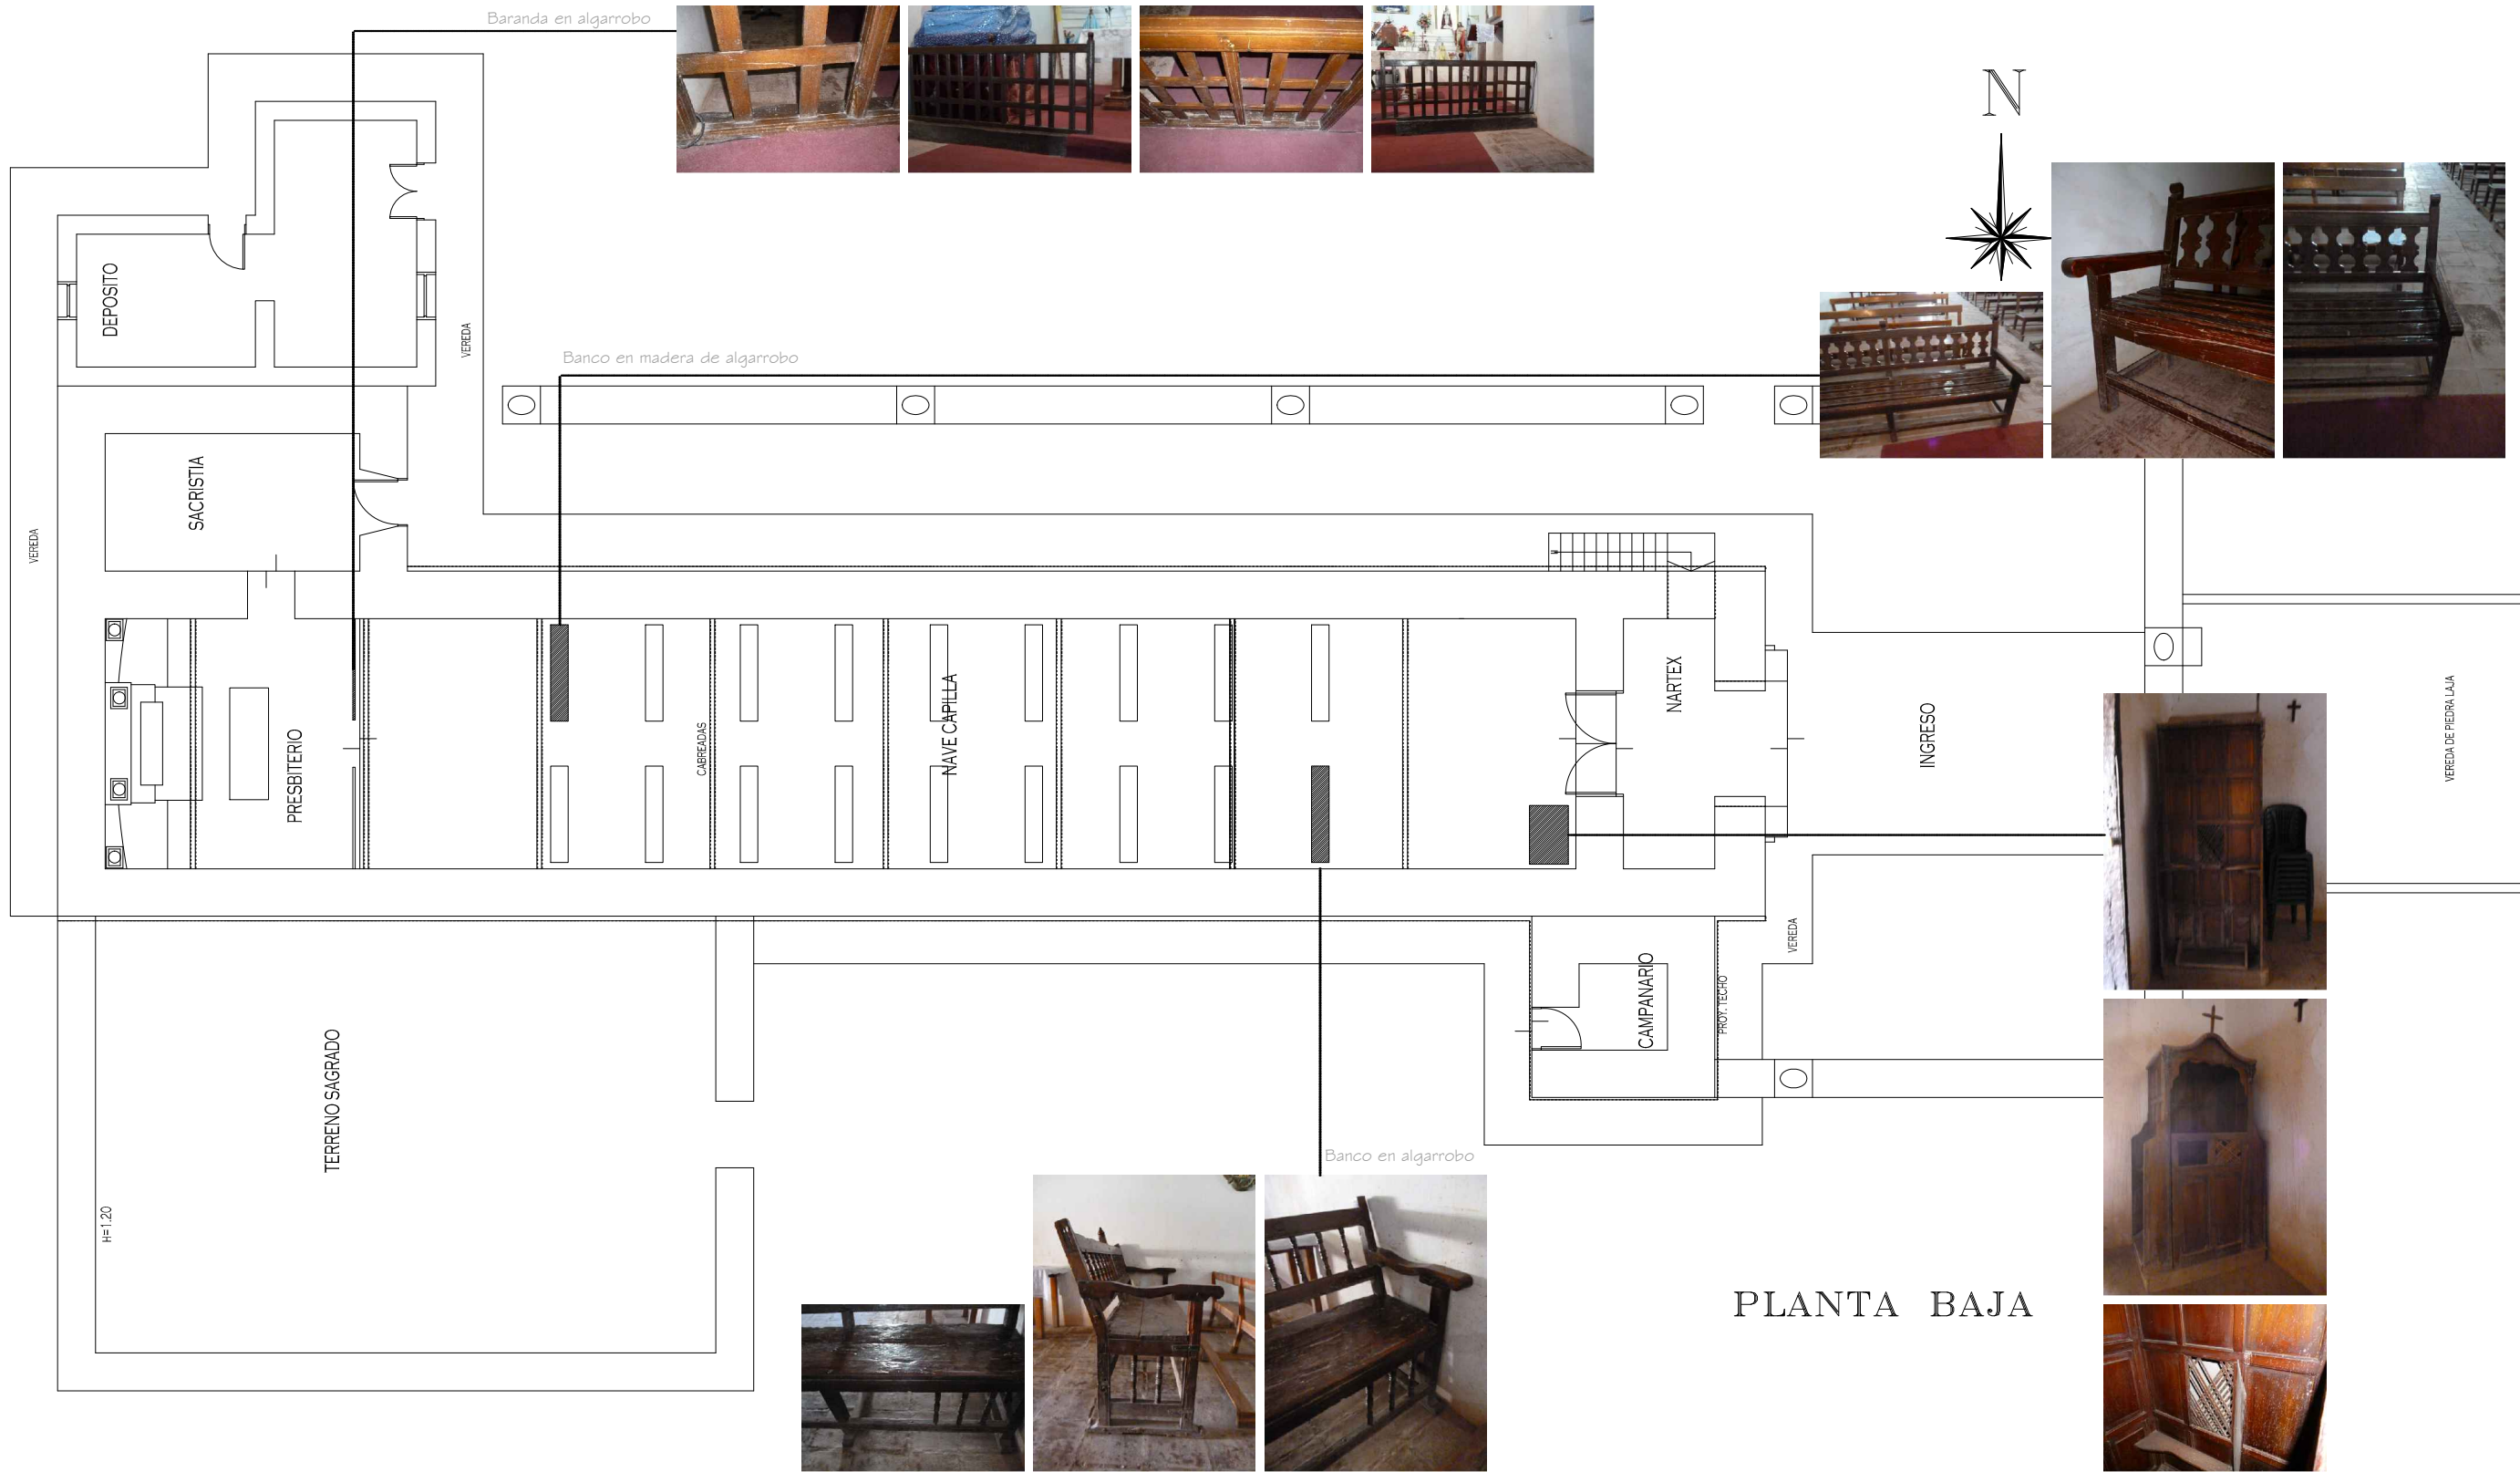 Baranda en algarrobo
N
DEPOSITO
VEREDA
Banco en madera de algarrobo
SACRISTIA
VEREDA
PRESBITERIO
CABREADAS
NAVE CAPILLA
NARTEX
INGRESO
VEREDA DE PIEDRA LAJA
VEREDA
CAMPANARIO
PROY. TECHO
TERRENO SAGRADO
H=1.20
Banco en algarrobo
PLANTA BAJA